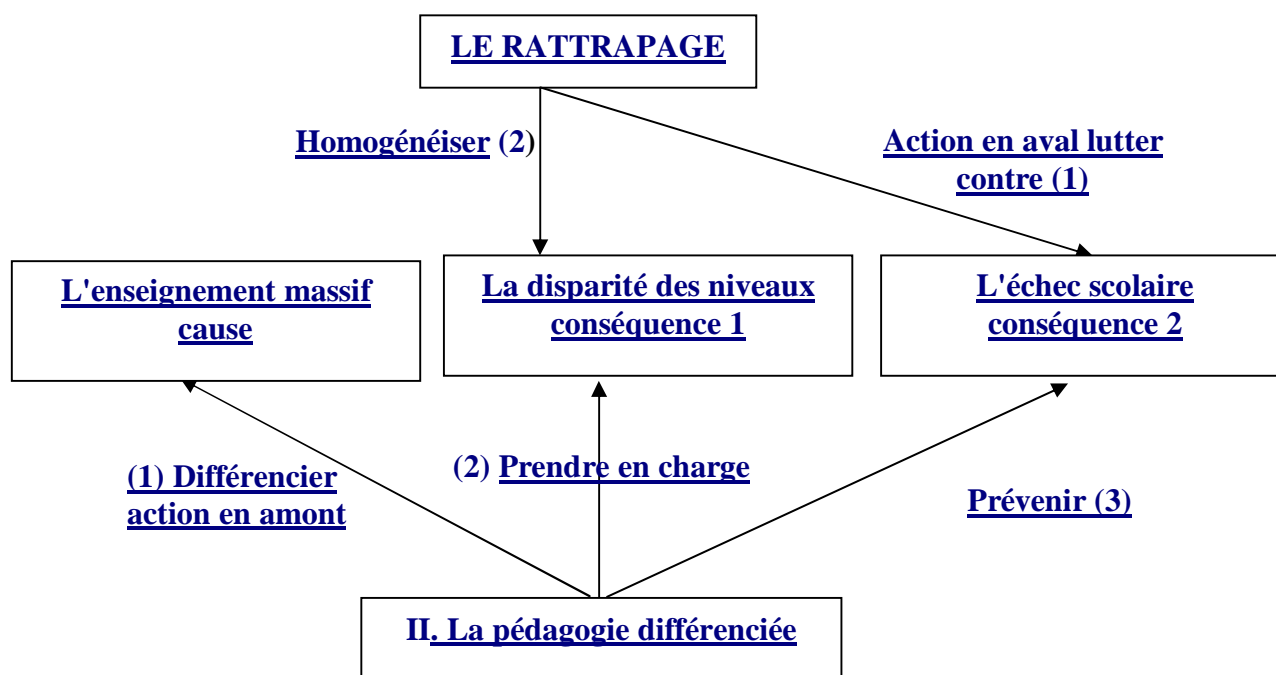 LE RATTRAPAGE
Homogénéiser (2)
Action en aval lutter
contre (1)
L'enseignement massif
cause
La disparité des niveaux
conséquence 1
L'échec scolaire
conséquence 2
(1) Différencier
action en amont
(2) Prendre en charge
Prévenir (3)
II. La pédagogie différenciée